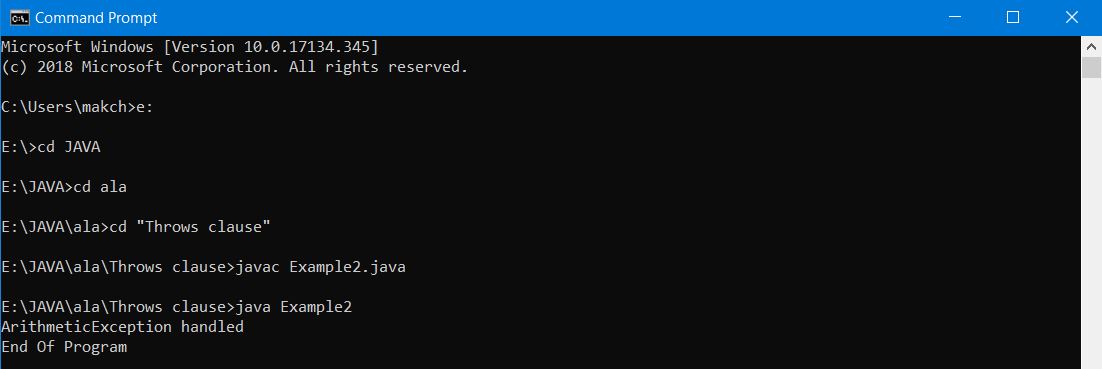 Command Prompt
Microsoft Windows [Version 10.0.17134.345]
(c) 2018 Microsoft Corporation. All rights reserved.
C:\Users\makch>e:
E:\>cd JAVA
E:\JAVA>cd ala
E:\JAVA\ala>cd "Throws clause"
E:\JAVA\ala\Throws clause>javac Example2.java
E:\JAVA\ala\Throws clause>java Example2
ArithmeticException handled
End Of Program